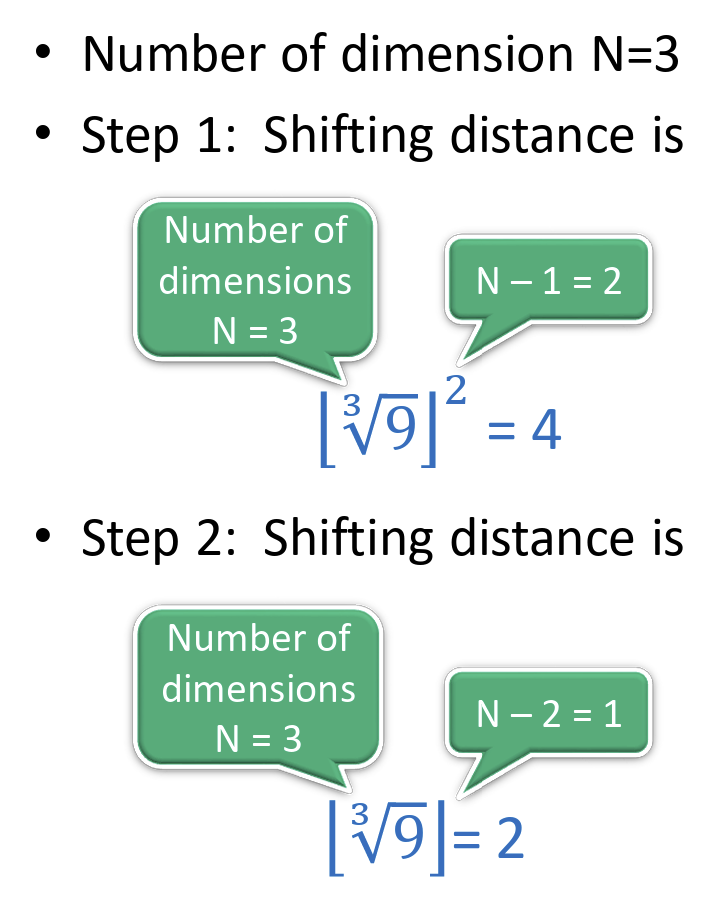 • Number of dimension N=3
• Step 1: Shifting distance is
Number of
dimensions
N = 3
N – 1 = 2
⌊∛9⌋² = 4
• Step 2: Shifting distance is
Number of
dimensions
N = 3
N – 2 = 1
⌊∛9⌋= 2